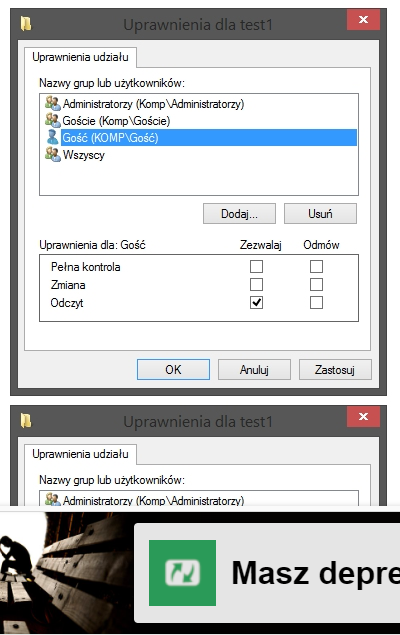 Uprawnienia dla test1
Uprawnienia udziału
Nazwy grup lub użytkowników:
Administratorzy (Komp\Administratorzy)
Goście (Komp\Goście)
Gość (KOMP\Gość)
Wszyscy
Dodaj...
Usuń
Uprawnienia dla: Gość Zezwalaj Odmów
Pełna kontrola
Zmiana
Odczyt
OK
Anuluj
Zastosuj
Uprawnienia dla test1
Uprawnienia udziału
Nazwy grup lub użytkowników:
Administratorzy (Komp\Administratorzy)
Masz depre